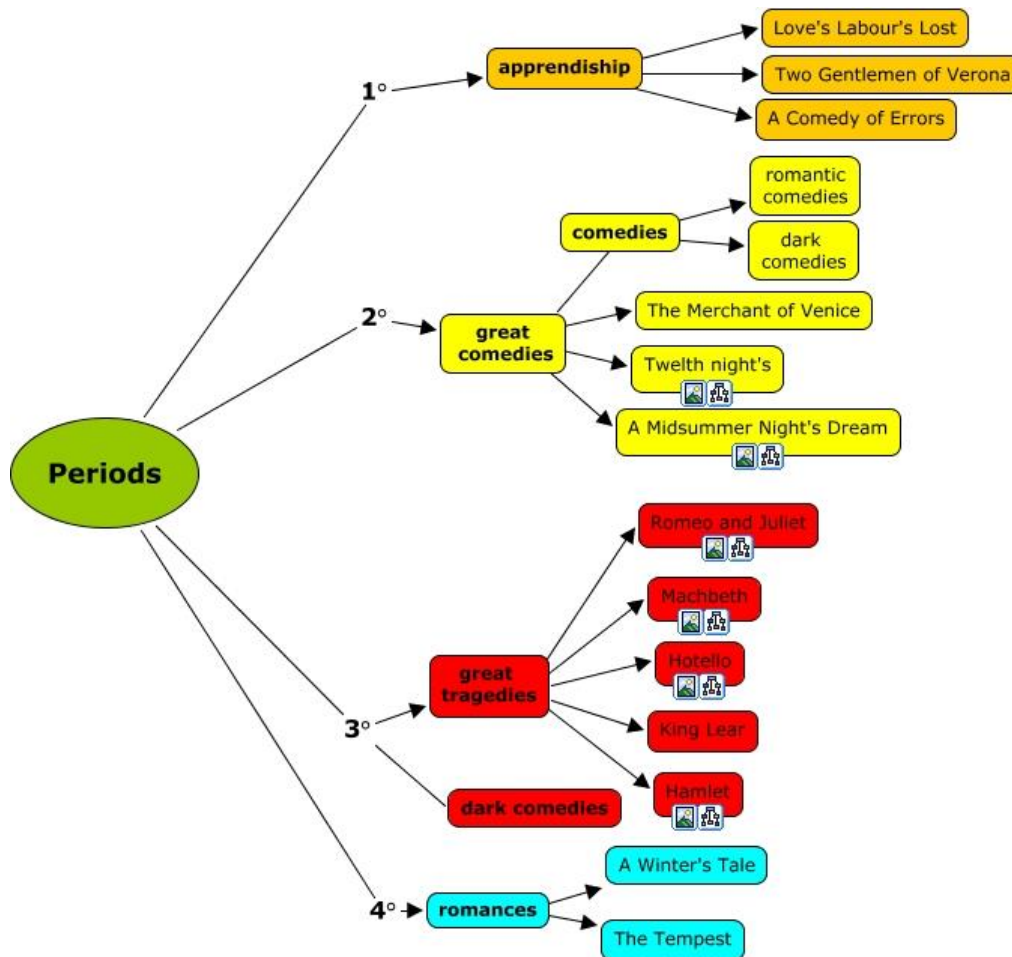 Periods
1°
apprendiship
Love's Labour's Lost
Two Gentlemen of Verona
A Comedy of Errors
2°
great
comedies
comedies
romantic
comedies
dark
comedies
The Merchant of Venice
Twelth night's
A Midsummer Night's Dream
3°
great
tragedies
Romeo and Juliet
Machbeth
Hotello
King Lear
Hamlet
dark comedies
4°
romances
A Winter's Tale
The Tempest